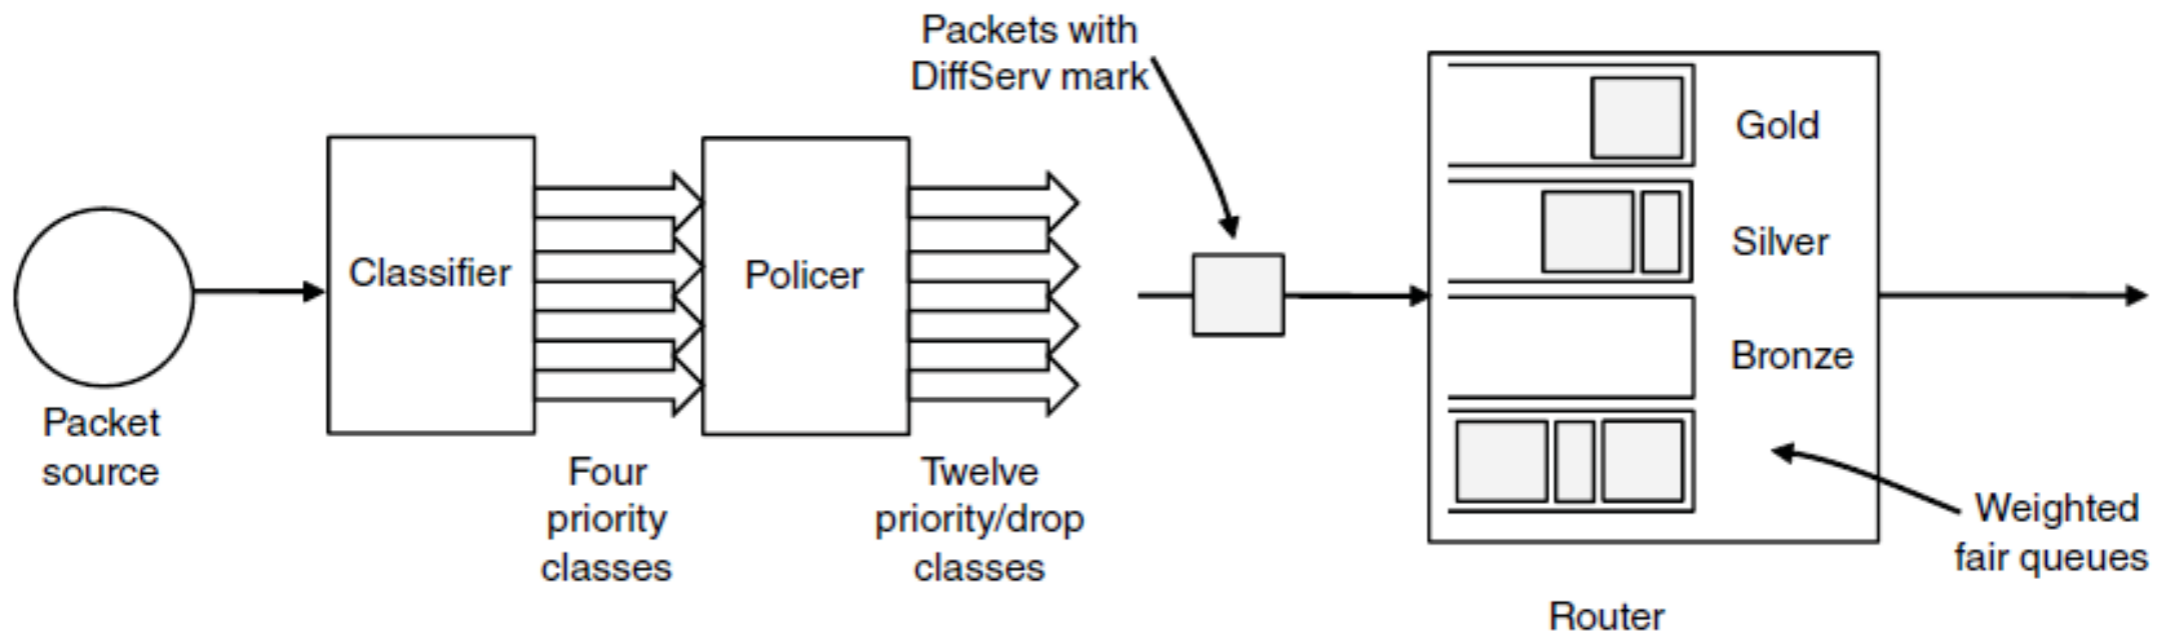 Packets with
DiffServ mark
Classifier
Policer
Gold
Silver
Bronze
Packet
source
Four
priority
classes
Twelve
priority/drop
classes
Weighted
fair queues
Router